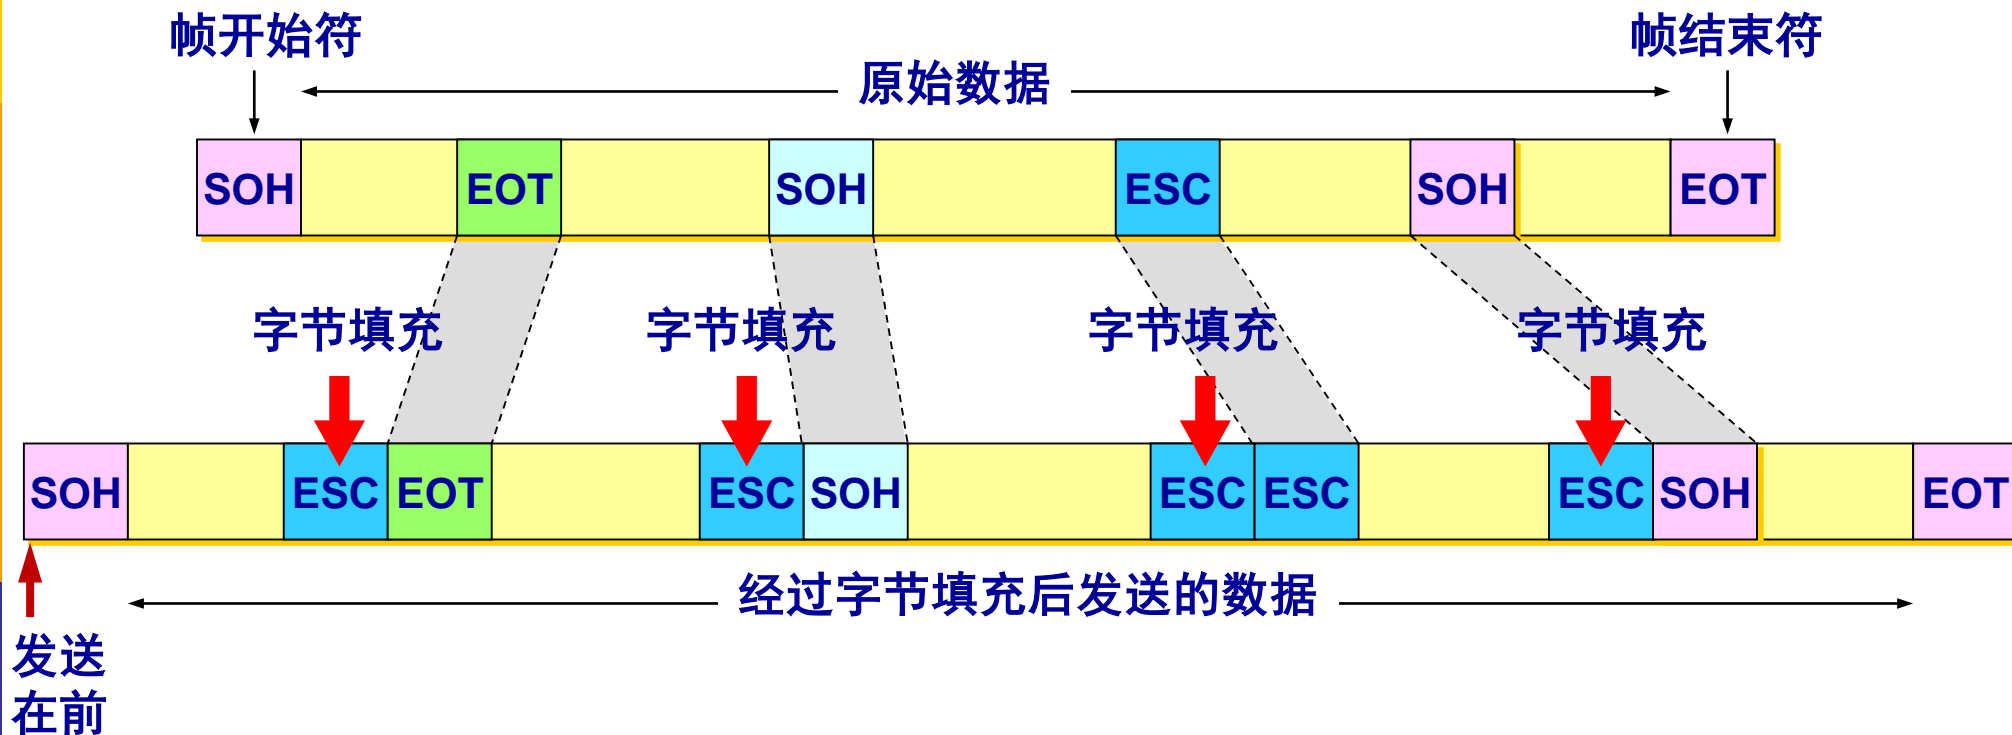 帧开始符
帧结束符
原始数据
SOH EOT SOH ESC SOH EOT
字节填充 字节填充 字节填充 字节填充
SOH ESC EOT ESC SOH ESC ESC ESC SOH EOT
经过字节填充后发送的数据
发送
在前